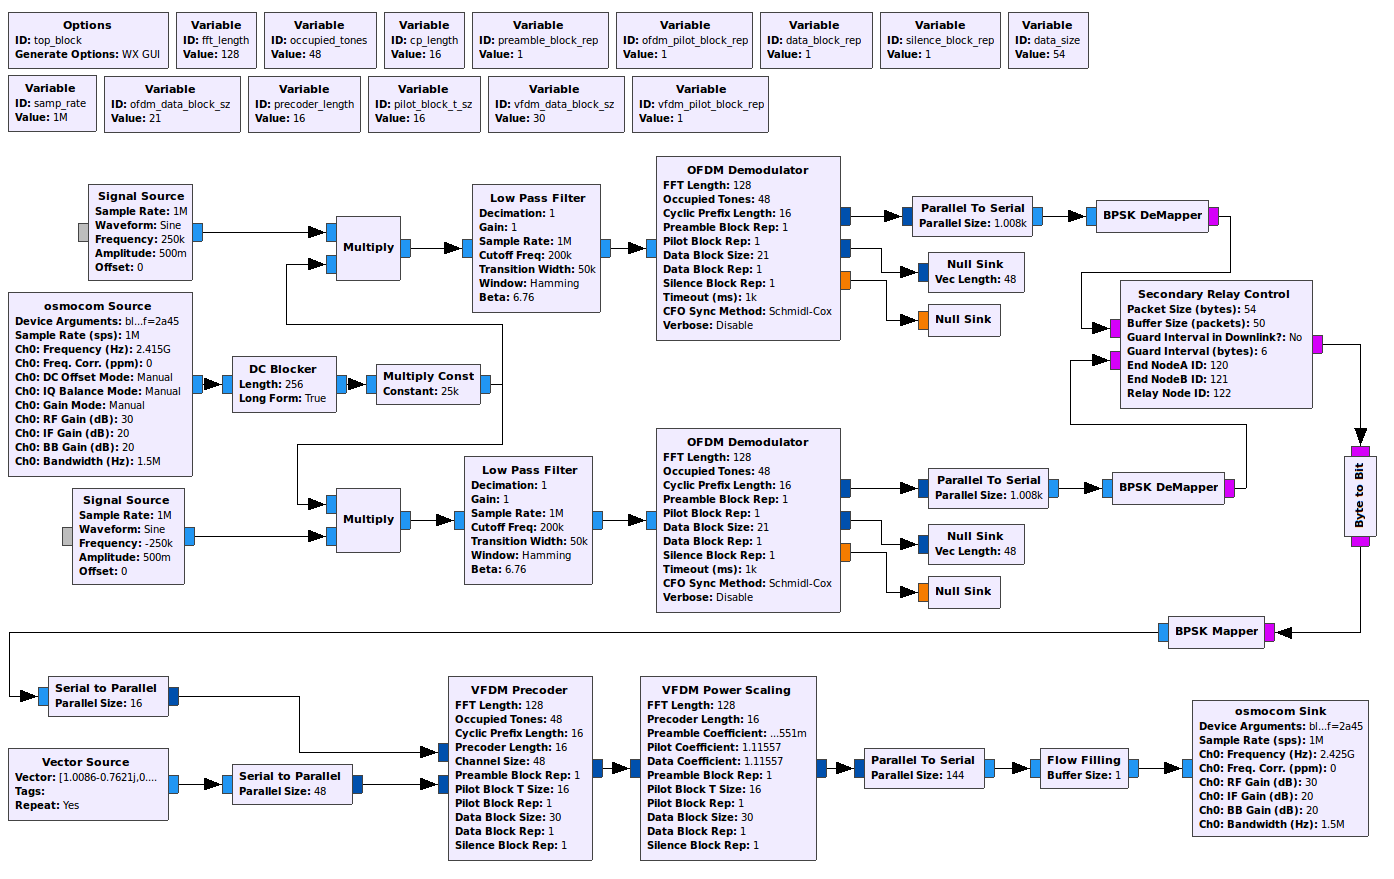 Options
ID: top_block
Generate Options: WX GUI
Variable
ID: fft_length
Value: 128
Variable
ID: occupied_tones
Value: 48
Variable
ID: cp_length
Value: 16
Variable
ID: preamble_block_rep
Value: 1
Variable
ID: ofdm_pilot_block_rep
Value: 1
Variable
ID: data_block_rep
Value: 1
Variable
ID: silence_block_rep
Value: 1
Variable
ID: data_size
Value: 54
Variable
ID: samp_rate
Value: 1M
Variable
ID: ofdm_data_block_sz
Value: 21
Variable
ID: precoder_length
Value: 16
Variable
ID: pilot_block_t_sz
Value: 16
Variable
ID: vfdm_data_block_sz
Value: 30
Variable
ID: vfdm_pilot_block_rep
Value: 1
Signal Source
Sample Rate: 1M
Waveform: Sine
Frequency: 250k
Amplitude: 500m
Offset: 0
Multiply
Low Pass Filter
Decimation: 1
Gain: 1
Sample Rate: 1M
Cutoff Freq: 200k
Transition Width: 50k
Window: Hamming
Beta: 6.76
OFDM Demodulator
FFT Length: 128
Occupied Tones: 48
Cyclic Prefix Length: 16
Preamble Block Rep: 1
Pilot Block Rep: 1
Data Block Size: 21
Data Block Rep: 1
Silence Block Rep: 1
Timeout (ms): 1k
CFO Sync Method: Schmidl-Cox
Verbose: Disable
Parallel To Serial
Parallel Size: 1.008k
BPSK DeMapper
Null Sink
Vec Length: 48
Null Sink
Secondary Relay Control
Packet Size (bytes): 54
Buffer Size (packets): 50
Guard Interval in Downlink?: No
Guard Interval (bytes): 6
End NodeA ID: 120
End NodeB ID: 121
Relay Node ID: 122
osmocom Source
Device Arguments: bl...f=2a45
Sample Rate (sps): 1M
Ch0: Frequency (Hz): 2.415G
Ch0: Freq. Corr. (ppm): 0
Ch0: DC Offset Mode: Manual
Ch0: IQ Balance Mode: Manual
Ch0: Gain Mode: Manual
Ch0: RF Gain (dB): 30
Ch0: IF Gain (dB): 20
Ch0: BB Gain (dB): 20
Ch0: Bandwidth (Hz): 1.5M
DC Blocker
Length: 256
Long Form: True
Multiply Const
Constant: 25k
Signal Source
Sample Rate: 1M
Waveform: Sine
Frequency: -250k
Amplitude: 500m
Offset: 0
Multiply
Low Pass Filter
Decimation: 1
Gain: 1
Sample Rate: 1M
Cutoff Freq: 200k
Transition Width: 50k
Window: Hamming
Beta: 6.76
OFDM Demodulator
FFT Length: 128
Occupied Tones: 48
Cyclic Prefix Length: 16
Preamble Block Rep: 1
Pilot Block Rep: 1
Data Block Size: 21
Data Block Rep: 1
Silence Block Rep: 1
Timeout (ms): 1k
CFO Sync Method: Schmidl-Cox
Verbose: Disable
Parallel To Serial
Parallel Size: 1.008k
BPSK DeMapper
Null Sink
Vec Length: 48
Null Sink
Byte to Bit
BPSK Mapper
Serial to Parallel
Parallel Size: 16
Vector Source
Vector: [1.0086-0.7621j,0....
Tags:
Repeat: Yes
Serial to Parallel
Parallel Size: 48
VFDM Precoder
FFT Length: 128
Occupied Tones: 48
Cyclic Prefix Length: 16
Precoder Length: 16
Channel Size: 48
Preamble Block Rep: 1
Pilot Block T Size: 16
Pilot Block Rep: 1
Data Block Size: 30
Data Block Rep: 1
Silence Block Rep: 1
VFDM Power Scaling
FFT Length: 128
Precoder Length: 16
Preamble Coefficient: ...551m
Pilot Coefficient: 1.11557
Data Coefficient: 1.11557
Preamble Block Rep: 1
Pilot Block T Size: 16
Pilot Block Rep: 1
Data Block Size: 30
Data Block Rep: 1
Silence Block Rep: 1
Parallel To Serial
Parallel Size: 144
Flow Filling
Buffer Size: 1
osmocom Sink
Device Arguments: bl...f=2a45
Sample Rate (sps): 1M
Ch0: Frequency (Hz): 2.425G
Ch0: Freq. Corr. (ppm): 0
Ch0: RF Gain (dB): 30
Ch0: IF Gain (dB): 20
Ch0: BB Gain (dB): 20
Ch0: Bandwidth (Hz): 1.5M